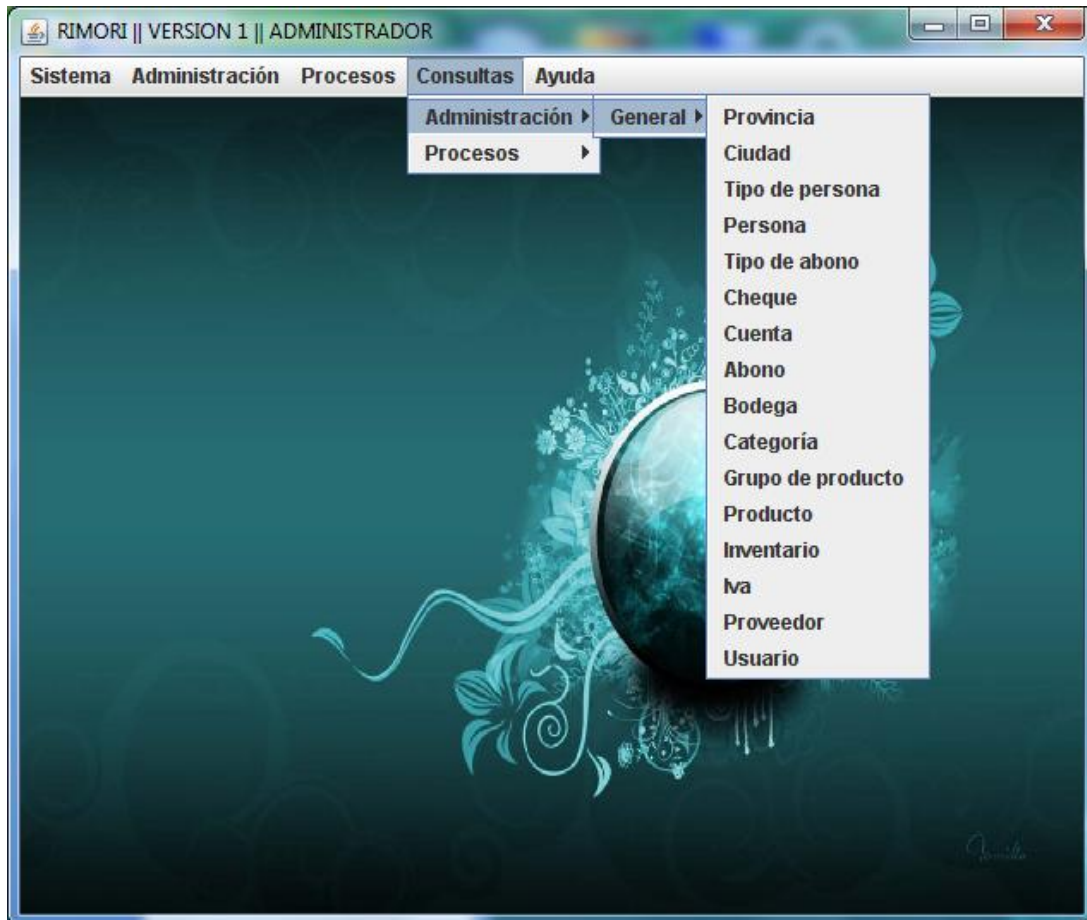 RIMORI || VERSION 1 || ADMINISTRADOR
Sistema Administración Procesos Consultas Ayuda
Administración General
Procesos
Provincia
Ciudad
Tipo de persona
Persona
Tipo de abono
Cheque
Cuenta
Abono
Bodega
Categoría
Grupo de producto
Producto
Inventario
Iva
Proveedor
Usuario